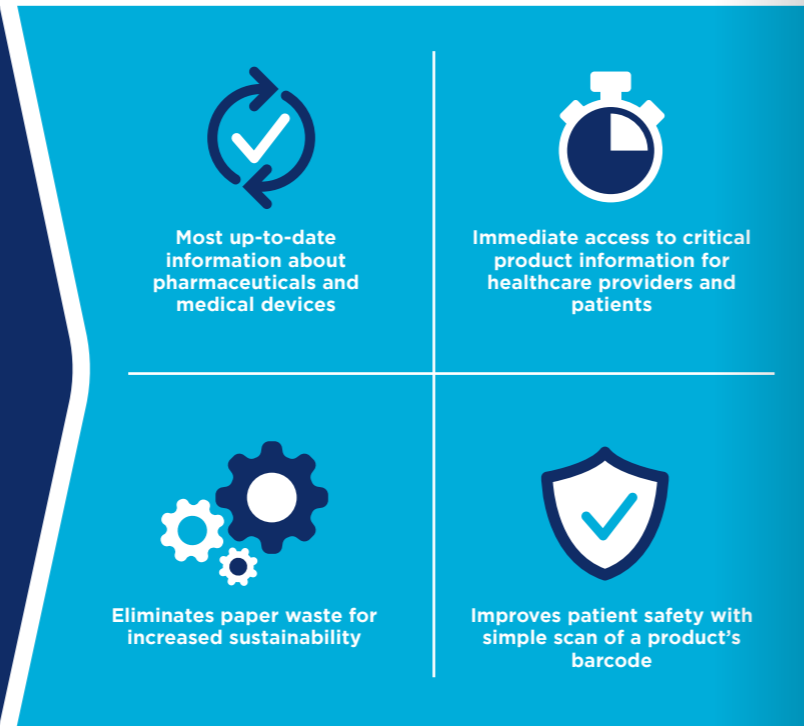 Most up-to-date
information about
pharmaceuticals and
medical devices
Immediate access to critical
product information for
healthcare providers and
patients
Eliminates paper waste for
increased sustainability
Improves patient safety with
simple scan of a product’s
barcode